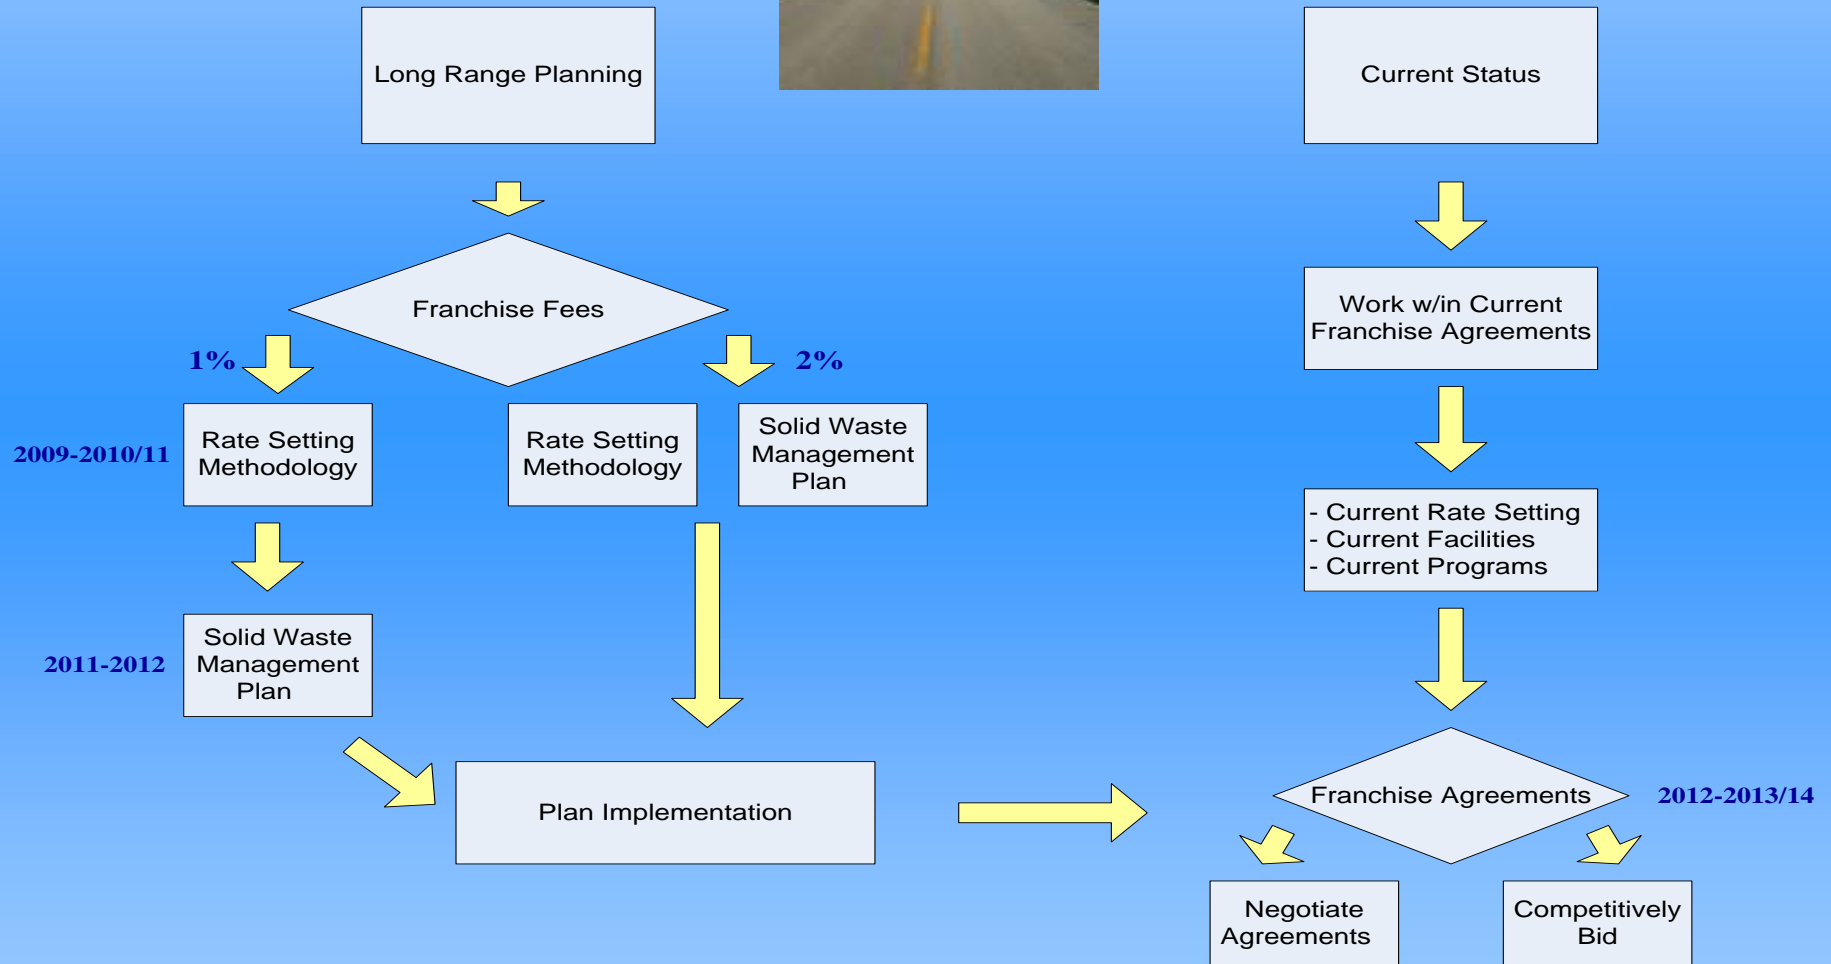 Long Range Planning
Current Status
Franchise Fees
Work w/in Current
Franchise Agreements
1%
2%
2009-2010/11
Rate Setting
Methodology
Rate Setting
Methodology
Solid Waste
Management
Plan
- Current Rate Setting
- Current Facilities
- Current Programs
2011-2012
Solid Waste
Management
Plan
Plan Implementation
Franchise Agreements
2012-2013/14
Negotiate
Agreements
Competitively
Bid